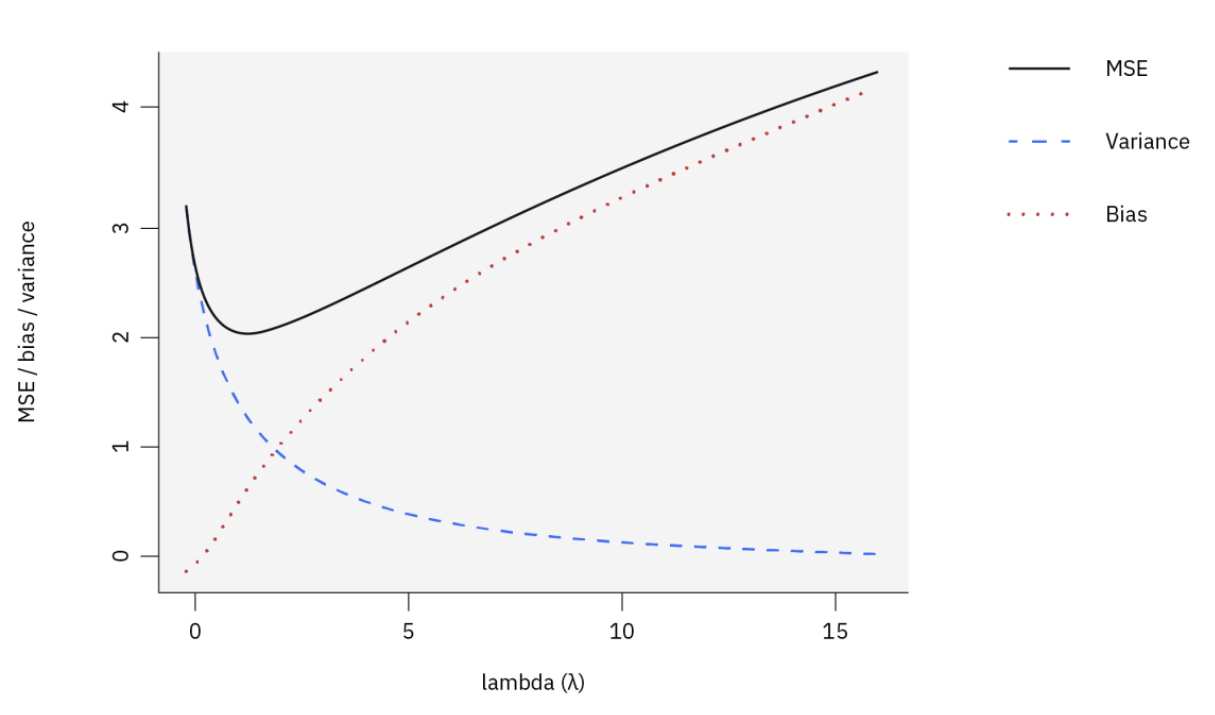 MSE
Variance
Bias
MSE / bias / variance
4
3
2
1
0
0 5 10 15
lambda (λ)